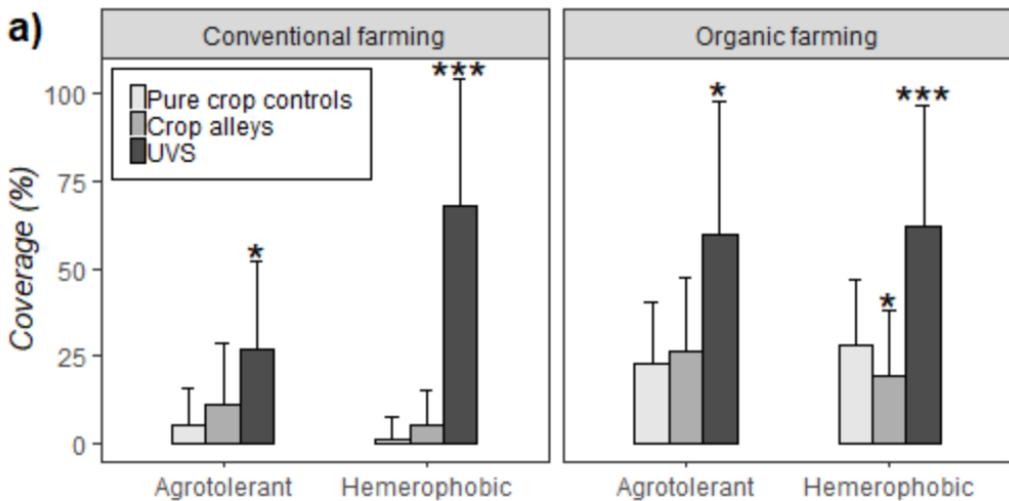 a)
Conventional farming
Organic farming
Pure crop controls
Crop alleys
UVS
Coverage (%)
100
75
50
25
0
*
***
*
*
***
Agrotolerant
Hemerophobic
Agrotolerant
Hemerophobic